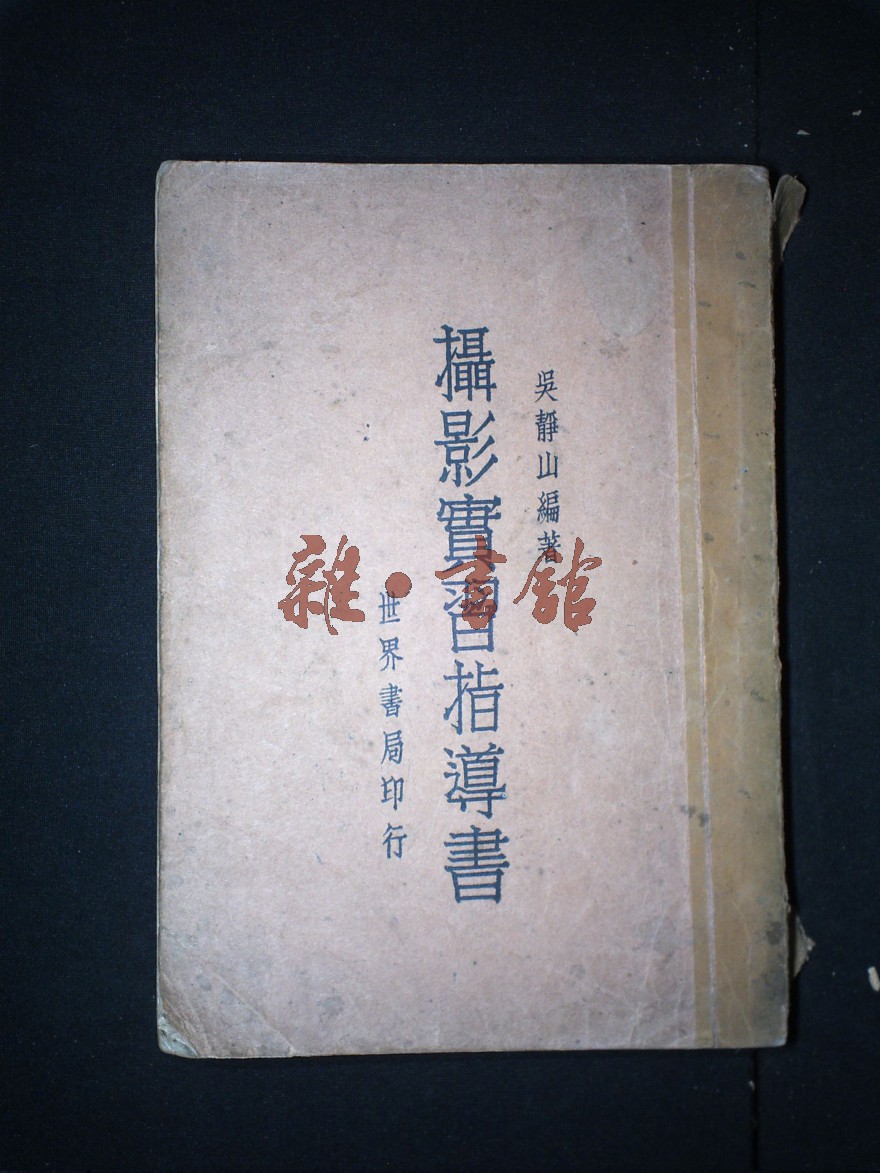 吳靜山編著
攝影實習指導書
世界書局印行
雜·書館